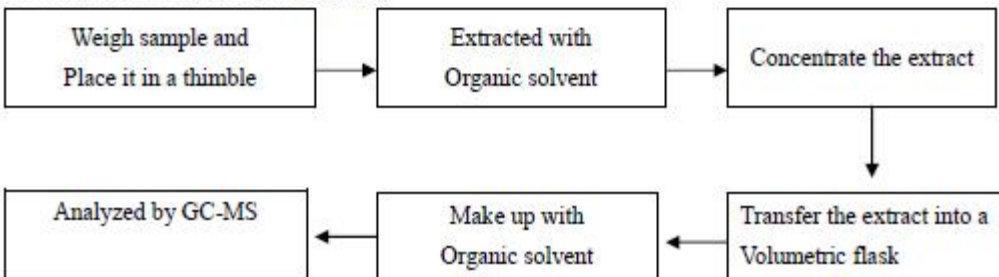 Weigh sample and
Place it in a thimble
Extracted with
Organic solvent
Concentrate the extract
Transfer the extract into a
Volumetric flask
Make up with
Organic solvent
Analyzed by GC-MS